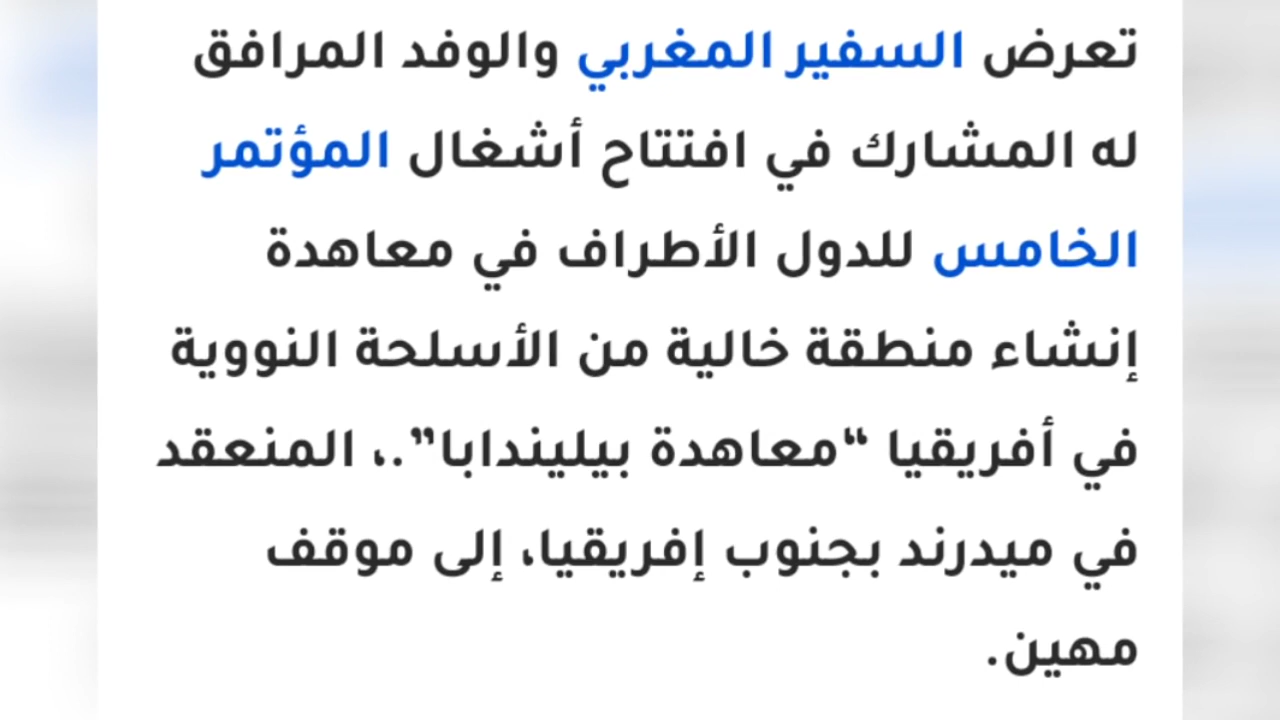 تعرض السفير المغربي والوفد المرافق
له المشارك في افتتاح أشغال المؤتمر
الخامس للدول الأطراف في معاهدة
إنشاء منطقة خالية من الأسلحة النووية
في أفريقيا “معاهدة بيليندابا”.، المنعقد
في ميدرند بجنوب إفريقيا، إلى موقف
مهين.